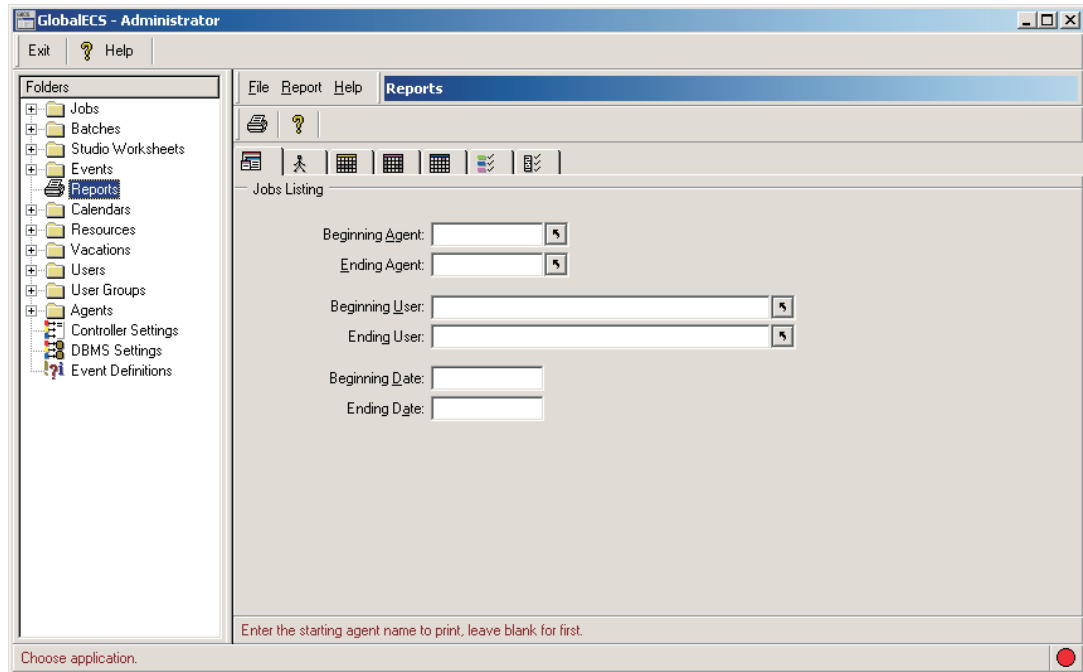 GlobalECS - Administrator
Exit Help
Folders
Jobs
Batches
Studio Worksheets
Events
Reports
Calendars
Resources
Vacations
Users
User Groups
Agents
Controller Settings
DBMS Settings
Event Definitions
File Report Help Reports
Jobs Listing
Beginning Agent:
Ending Agent:
Beginning User:
Ending User:
Beginning Date:
Ending Date:
Enter the starting agent name to print, leave blank for first.
Choose application.